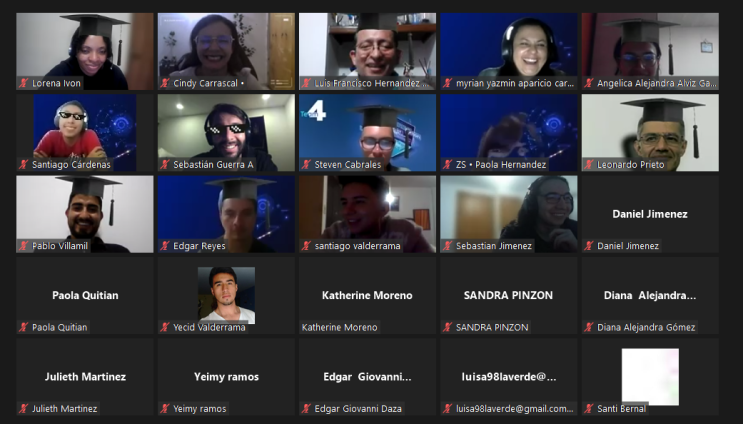 Lorena Ivon
Cindy Carrascal •
Luis Francisco Hernandez ...
myrian yazmin aparicio car...
Angelica Alejandra Alviz Ga...
Santiago Cárdenas
Sebastián Guerra A
4
Steven Cabrales
ZS • Paola Hernandez
Leonardo Prieto
Pablo Villamil
Edgar Reyes
santiago valderrama
Sebastian Jimenez
Daniel Jimenez
Daniel Jimenez
Paola Quitian
Paola Quitian
Yecid Valderrama
Katherine Moreno
Katherine Moreno
SANDRA PINZON
SANDRA PINZON
Diana Alejandra...
Diana Alejandra Gómez
Julieth Martinez
Julieth Martinez
Yeimy ramos
Yeimy ramos
Edgar Giovanni...
Edgar Giovanni Daza
luisa98laverde@...
luisa98laverde@gmail.com...
Santi Bernal